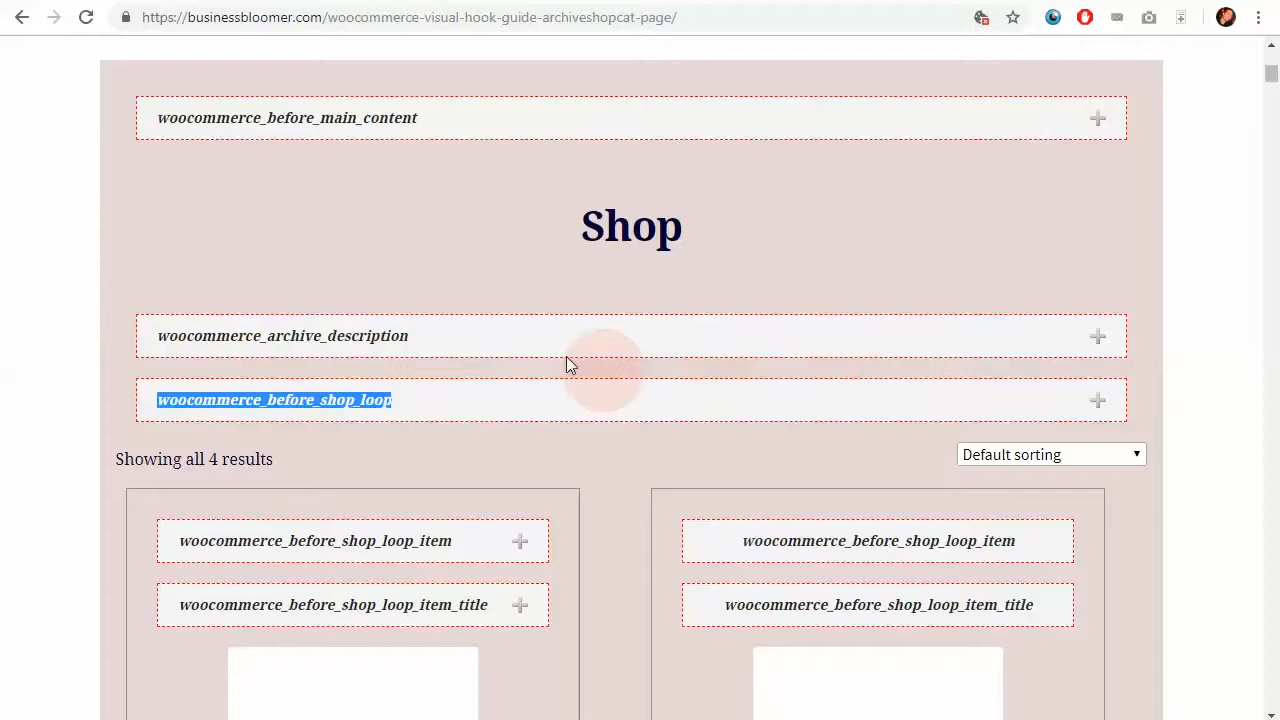 https://businessbloomer.com/woocommerce-visual-hook-guide-archiveshopcat-page/
woocommerce_before_main_content
Shop
woocommerce_archive_description
woocommerce_before_shop_loop
Showing all 4 results
Default sorting
woocommerce_before_shop_loop_item
woocommerce_before_shop_loop_item
woocommerce_before_shop_loop_item_title
woocommerce_before_shop_loop_item_title